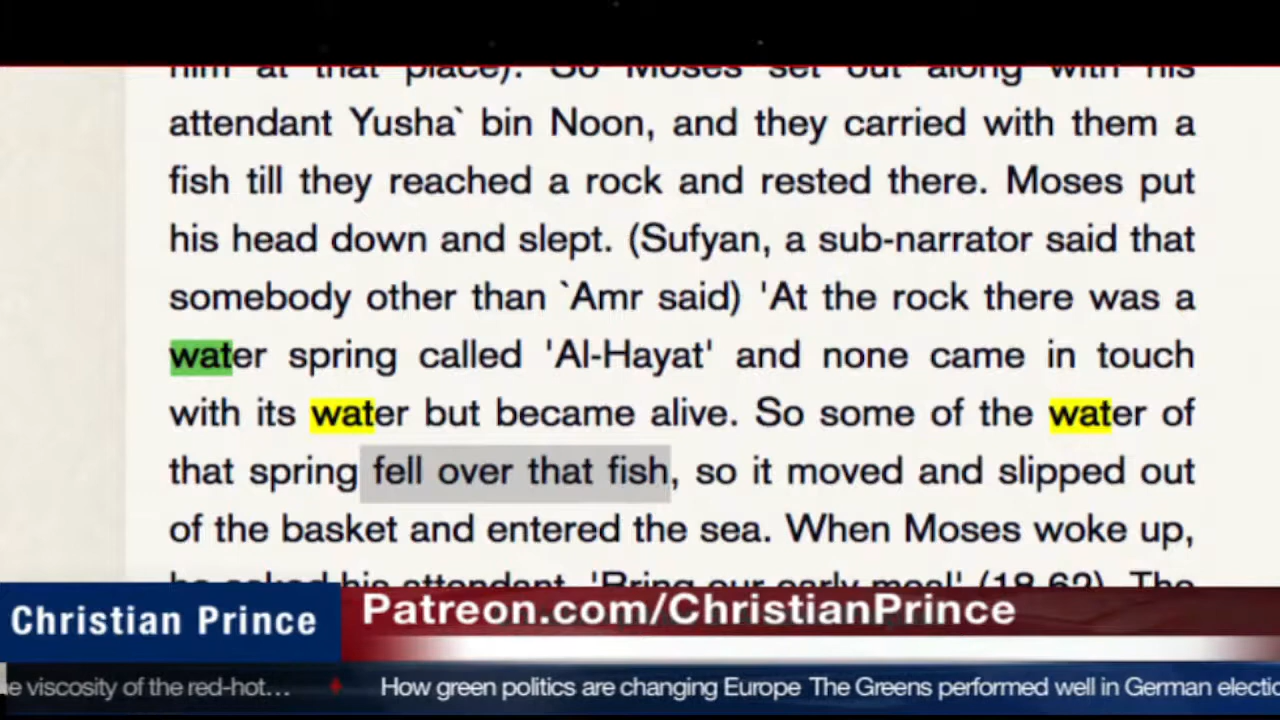 him at that place). So Moses set out along with his
attendant Yusha` bin Noon, and they carried with them a
fish till they reached a rock and rested there. Moses put
his head down and slept. (Sufyan, a sub-narrator said that
somebody other than `Amr said) 'At the rock there was a
water spring called 'Al-Hayat' and none came in touch
with its water but became alive. So some of the water of
that spring fell over that fish, so it moved and slipped out
of the basket and entered the sea. When Moses woke up,
he asked his attendant, 'Bring our early meal' (18.62). The
Christian Prince
Patreon.com/ChristianPrince
e viscosity of the red-hot… How green politics are changing Europe The Greens performed well in German electic